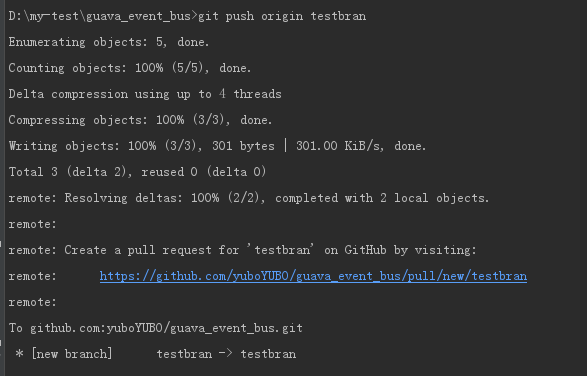 D:\my-test\guava_event_bus>git push origin testbran
Enumerating objects: 5, done.
Counting objects: 100% (5/5), done.
Delta compression using up to 4 threads
Compressing objects: 100% (3/3), done.
Writing objects: 100% (3/3), 301 bytes | 301.00 KiB/s, done.
Total 3 (delta 2), reused 0 (delta 0)
remote: Resolving deltas: 100% (2/2), completed with 2 local objects.
remote:
remote: Create a pull request for 'testbran' on GitHub by visiting:
remote:      https://github.com/yuboYUBO/guava_event_bus/pull/new/testbran
remote:
To github.com:yuboYUBO/guava_event_bus.git
 * [new branch]      testbran -> testbran